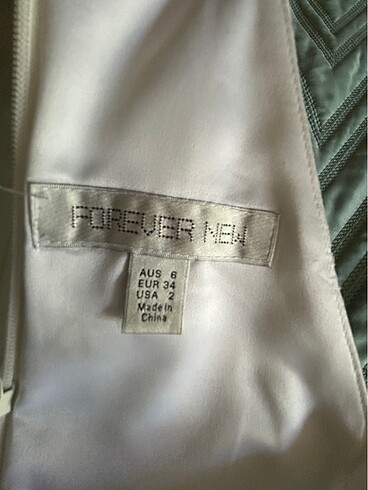 FOREVER NEW
AUS 6
EUR 34
USA 2
Made in
China